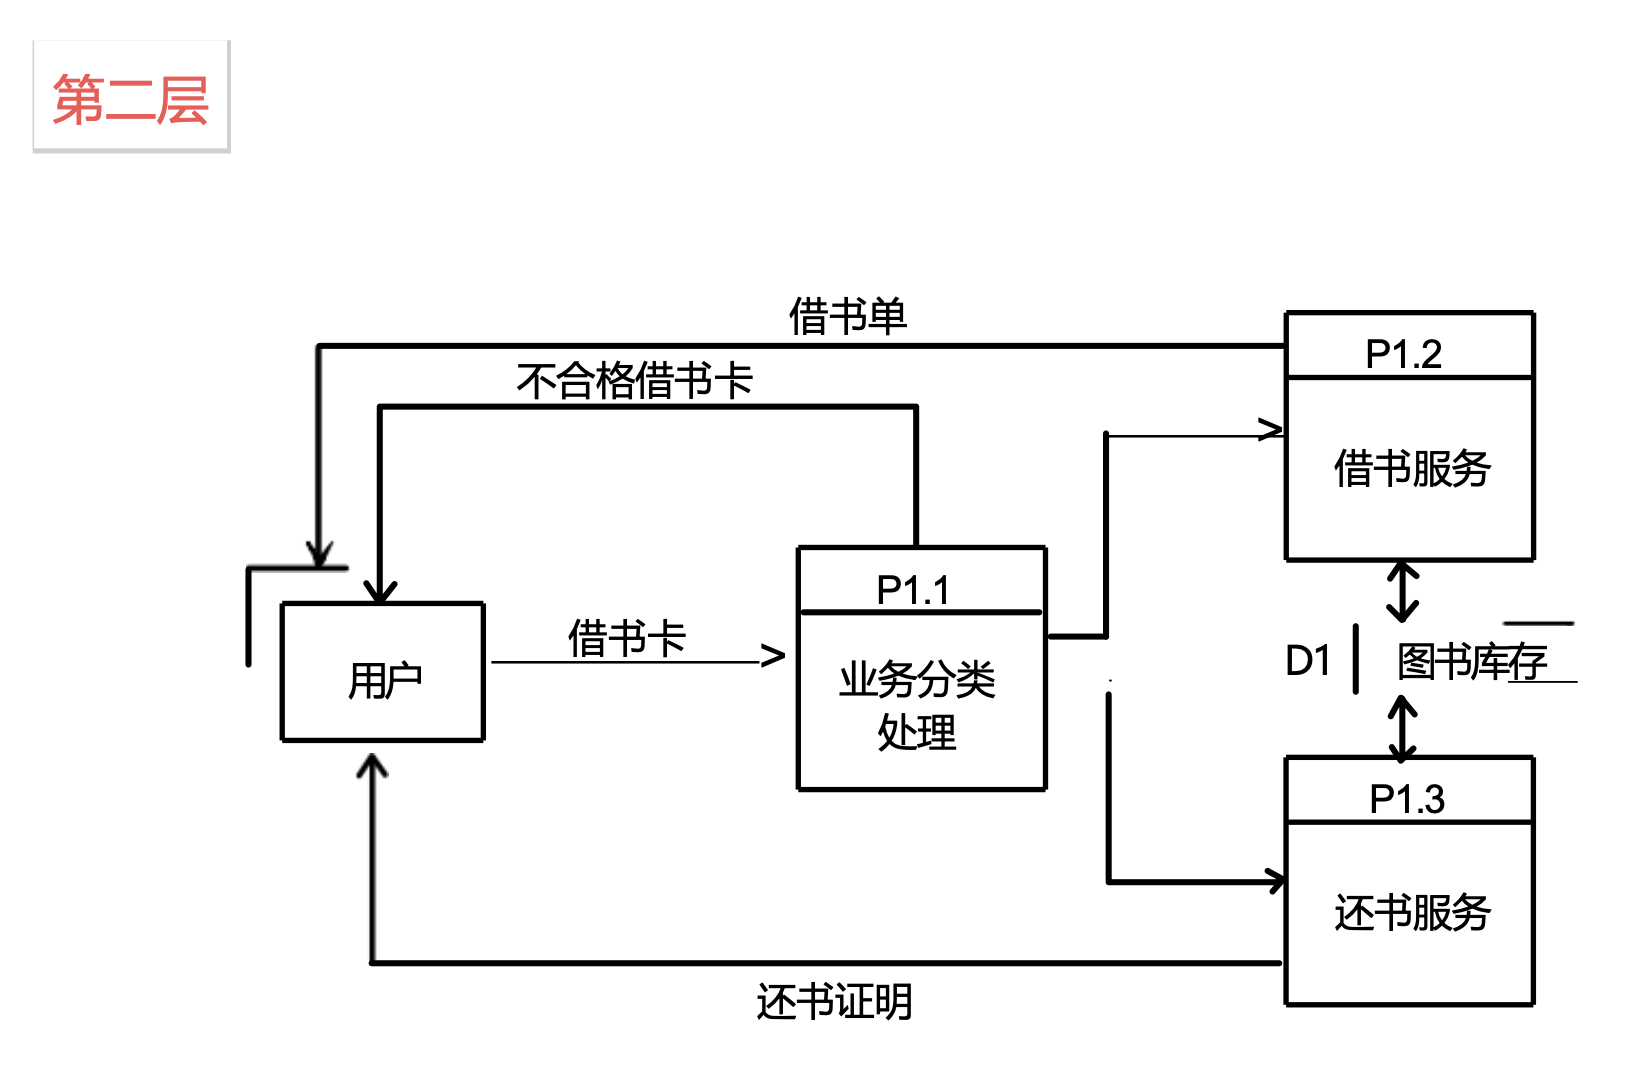 第二层
借书单
P1.2
不合格借书卡
借书服务
P1.1
借书卡
D1
图书库存
用户
业务分类
处理
P1.3
还书服务
还书证明